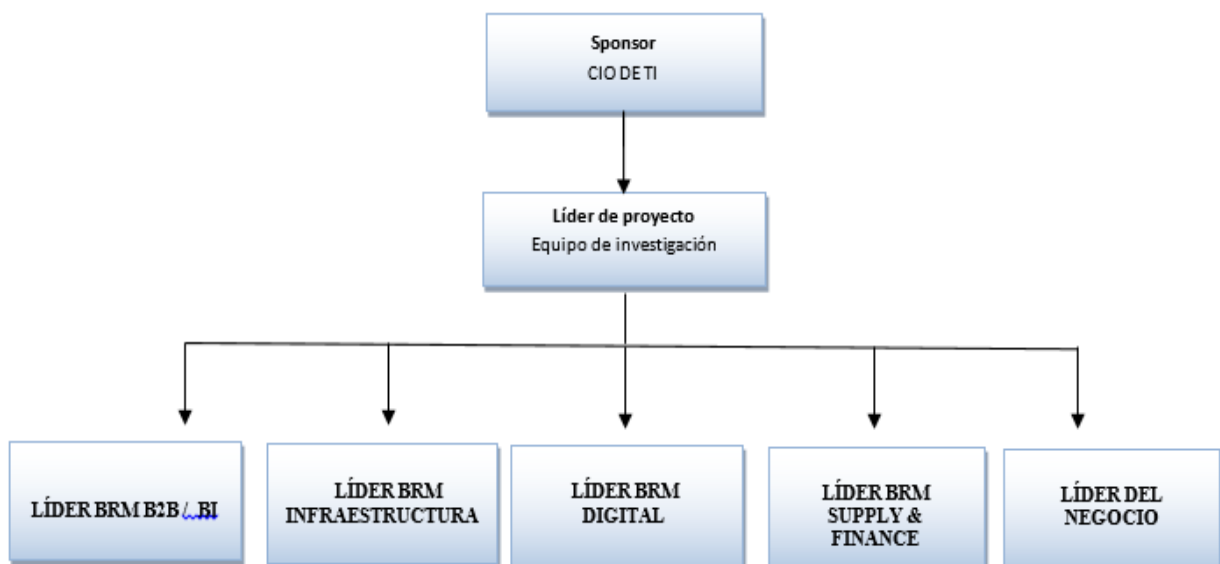 Sponsor
CIO DE TI
Líder de proyecto
Equipo de investigación
LÍDER BRM B2B /  BI
LÍDER BRM
INFRAESTRUCTURA
LÍDER BRM
DIGITAL
LÍDER BRM
SUPPLY &
FINANCE
LÍDER DEL
NEGOCIO